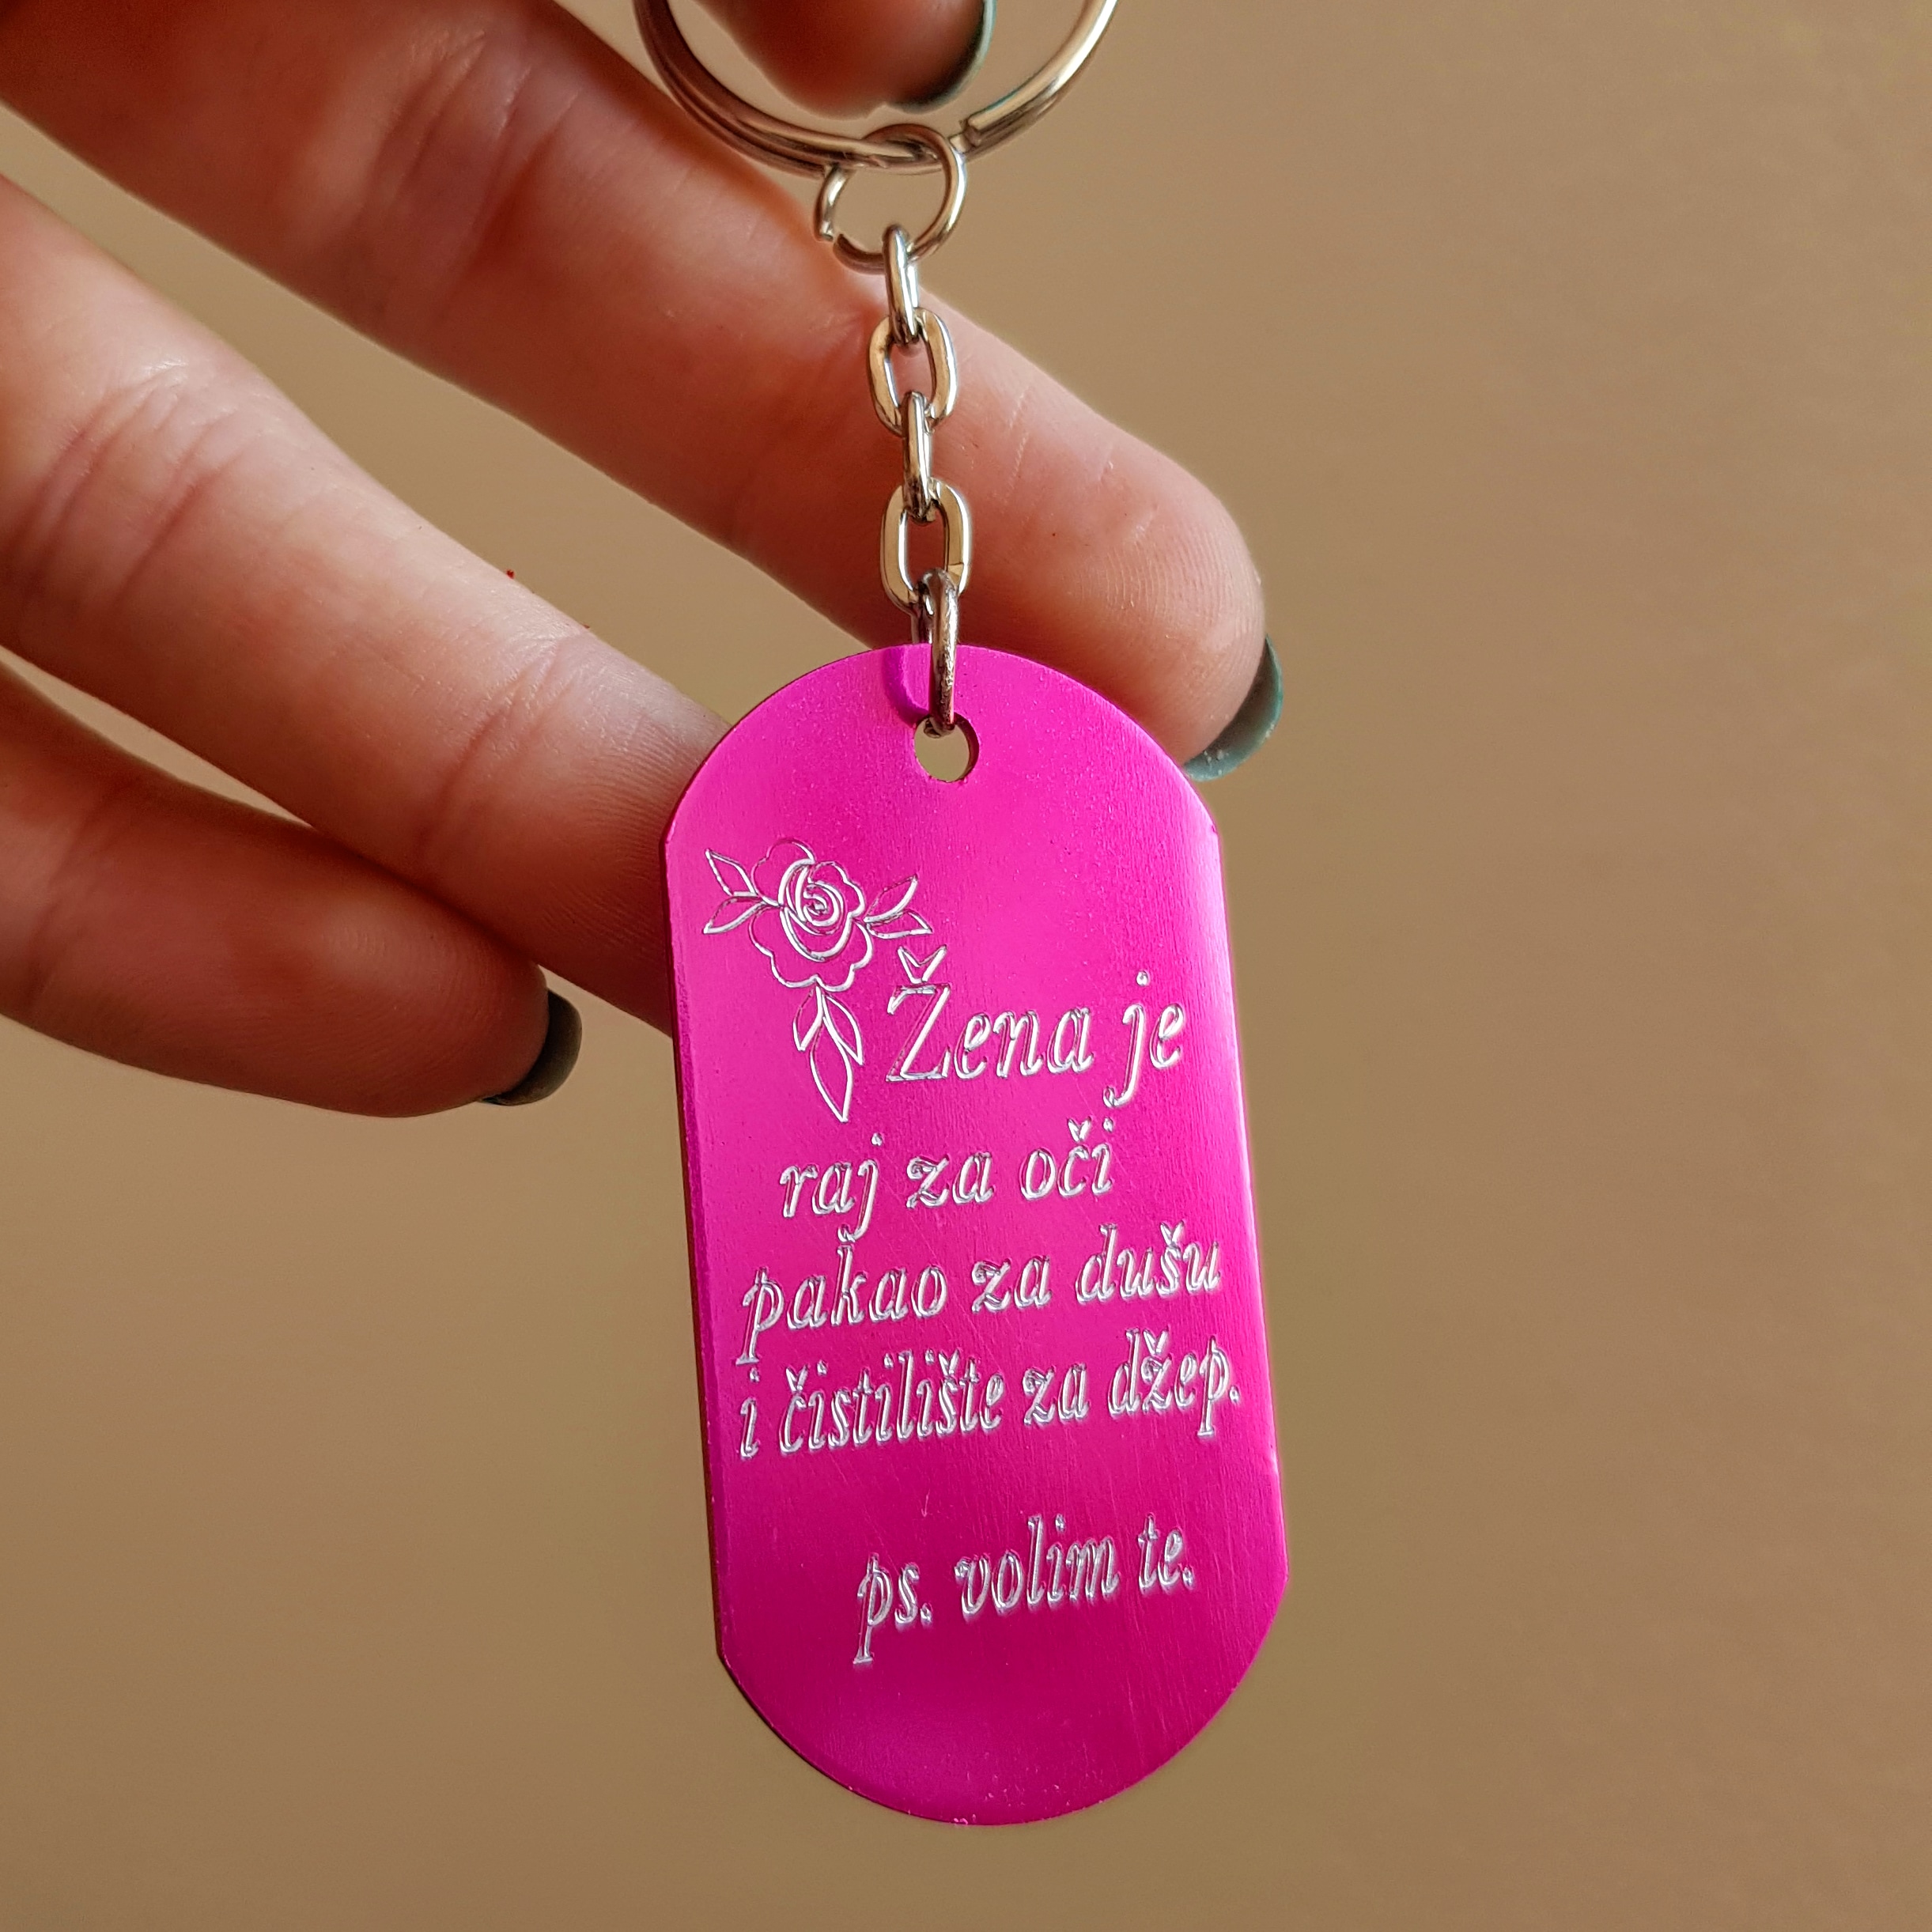 Žena je
raj za oči
pakao za dušu
i čistilište za džep.
ps. volim te.